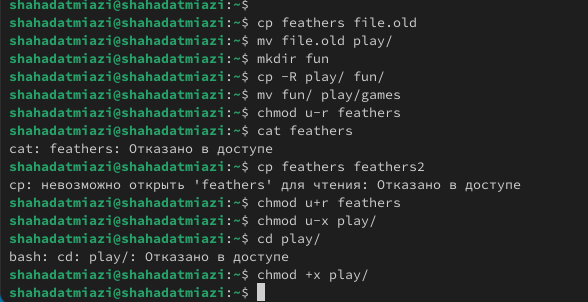 shahadatmiazi@shahadatmiazi:~$
shahadatmiazi@shahadatmiazi:~$ cp feathers file.old
shahadatmiazi@shahadatmiazi:~$ mv file.old play/
shahadatmiazi@shahadatmiazi:~$ mkdir fun
shahadatmiazi@shahadatmiazi:~$ cp -R play/ fun/
shahadatmiazi@shahadatmiazi:~$ mv fun/ play/games
shahadatmiazi@shahadatmiazi:~$ chmod u-r feathers
shahadatmiazi@shahadatmiazi:~$ cat feathers
cat: feathers: Отказано в доступе
shahadatmiazi@shahadatmiazi:~$ cp feathers feathers2
cp: невозможно открыть 'feathers' для чтения: Отказано в доступе
shahadatmiazi@shahadatmiazi:~$ chmod u+r feathers
shahadatmiazi@shahadatmiazi:~$ chmod u-x play/
shahadatmiazi@shahadatmiazi:~$ cd play/
bash: cd: play/: Отказано в доступе
shahadatmiazi@shahadatmiazi:~$ chmod +x play/
shahadatmiazi@shahadatmiazi:~$